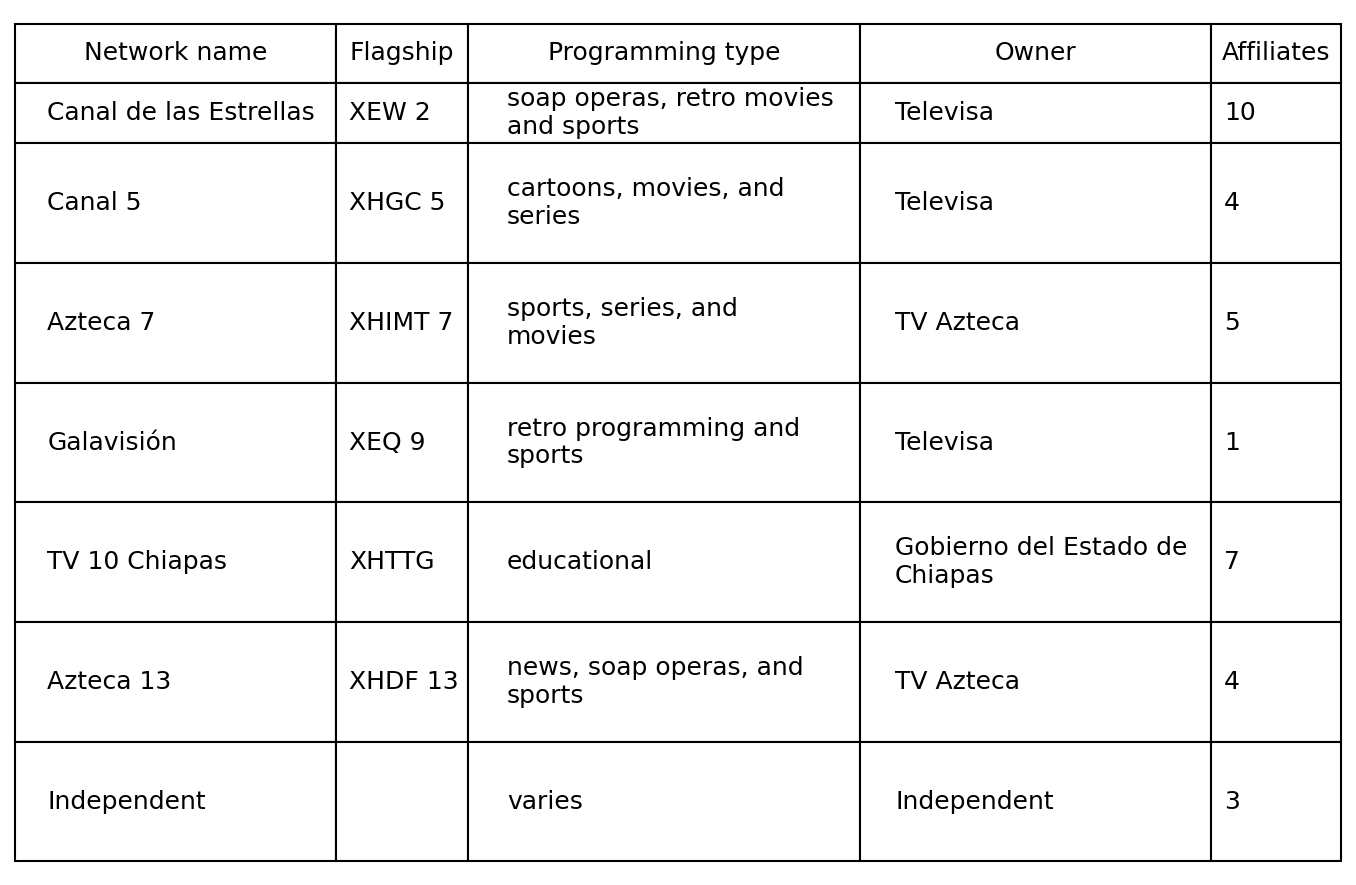 Network name Flagship Programming type Owner Affiliates
Canal de las Estrellas XEW 2 soap operas, retro movies
and sports Televisa 10
Canal 5 XHGC 5 cartoons, movies, and
series Televisa 4
Azteca 7 XHIMT 7 sports, series, and
movies TV Azteca 5
Galavisión XEQ 9 retro programming and
sports Televisa 1
TV 10 Chiapas XHTTG educational Gobierno del Estado de
Chiapas 7
Azteca 13 XHDF 13 news, soap operas, and
sports TV Azteca 4
Independent varies Independent 3